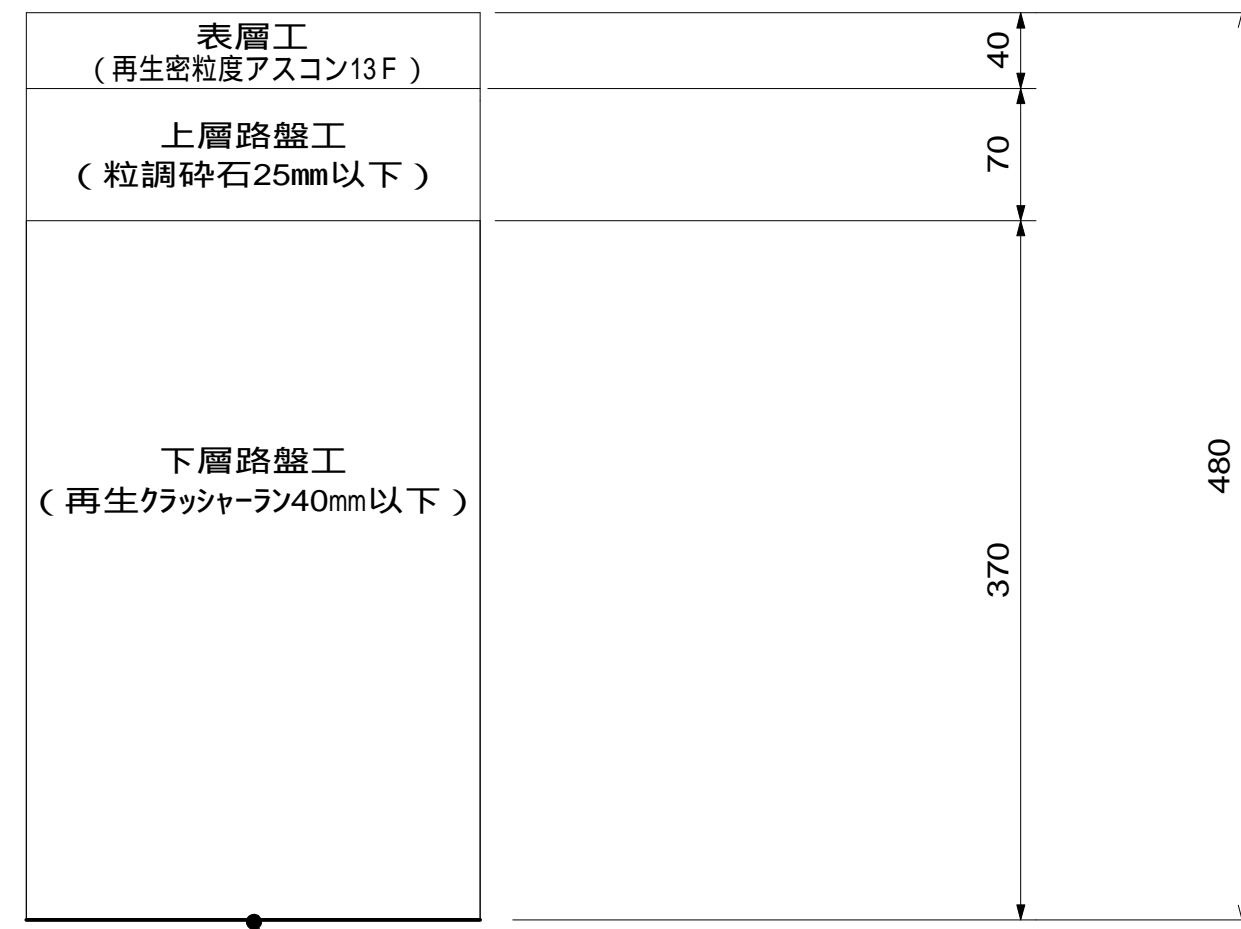 表層工
(再生密粒度アスコン13F)
40
上層路盤工
(粒調砕石25mm以下)
70
下層路盤工
(再生クラッシャーラン40mm以下)
370
480